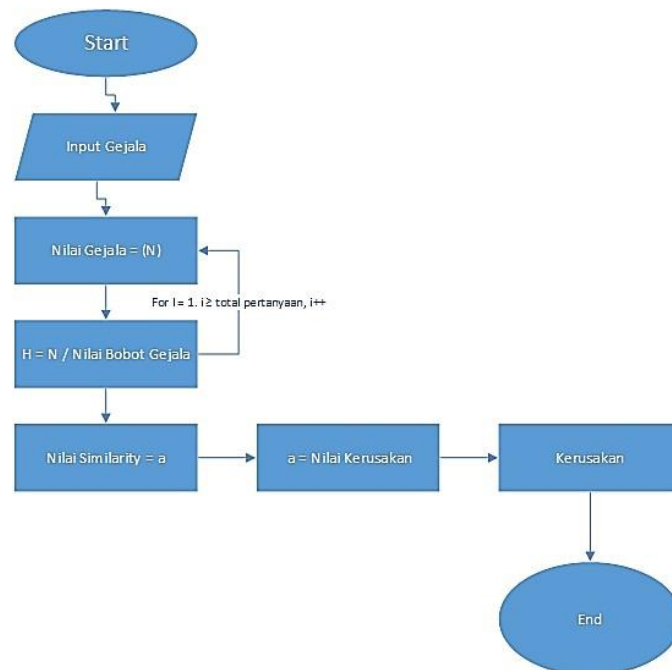 Start
Input Gejala
Nilai Gejala = (N)
For I = 1. i ≥ total pertanyaan, i++
H = N / Nilai Bobot Gejala
Nilai Similarity = a
a = Nilai Kerusakan
Kerusakan
End